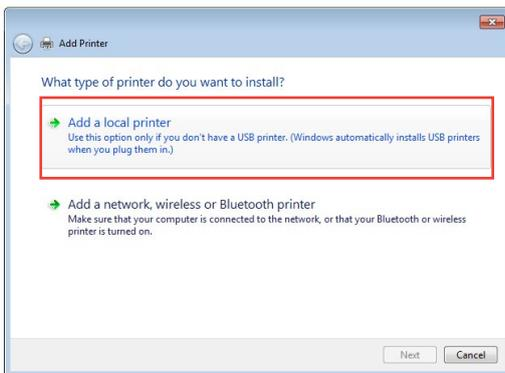 Add Printer
What type of printer do you want to install?
Add a local printer
Use this option only if you don't have a USB printer. (Windows automatically installs USB printers
when you plug them in.)
Add a network, wireless or Bluetooth printer
Make sure that your computer is connected to the network, or that your Bluetooth or wireless
printer is turned on.
Next
Cancel